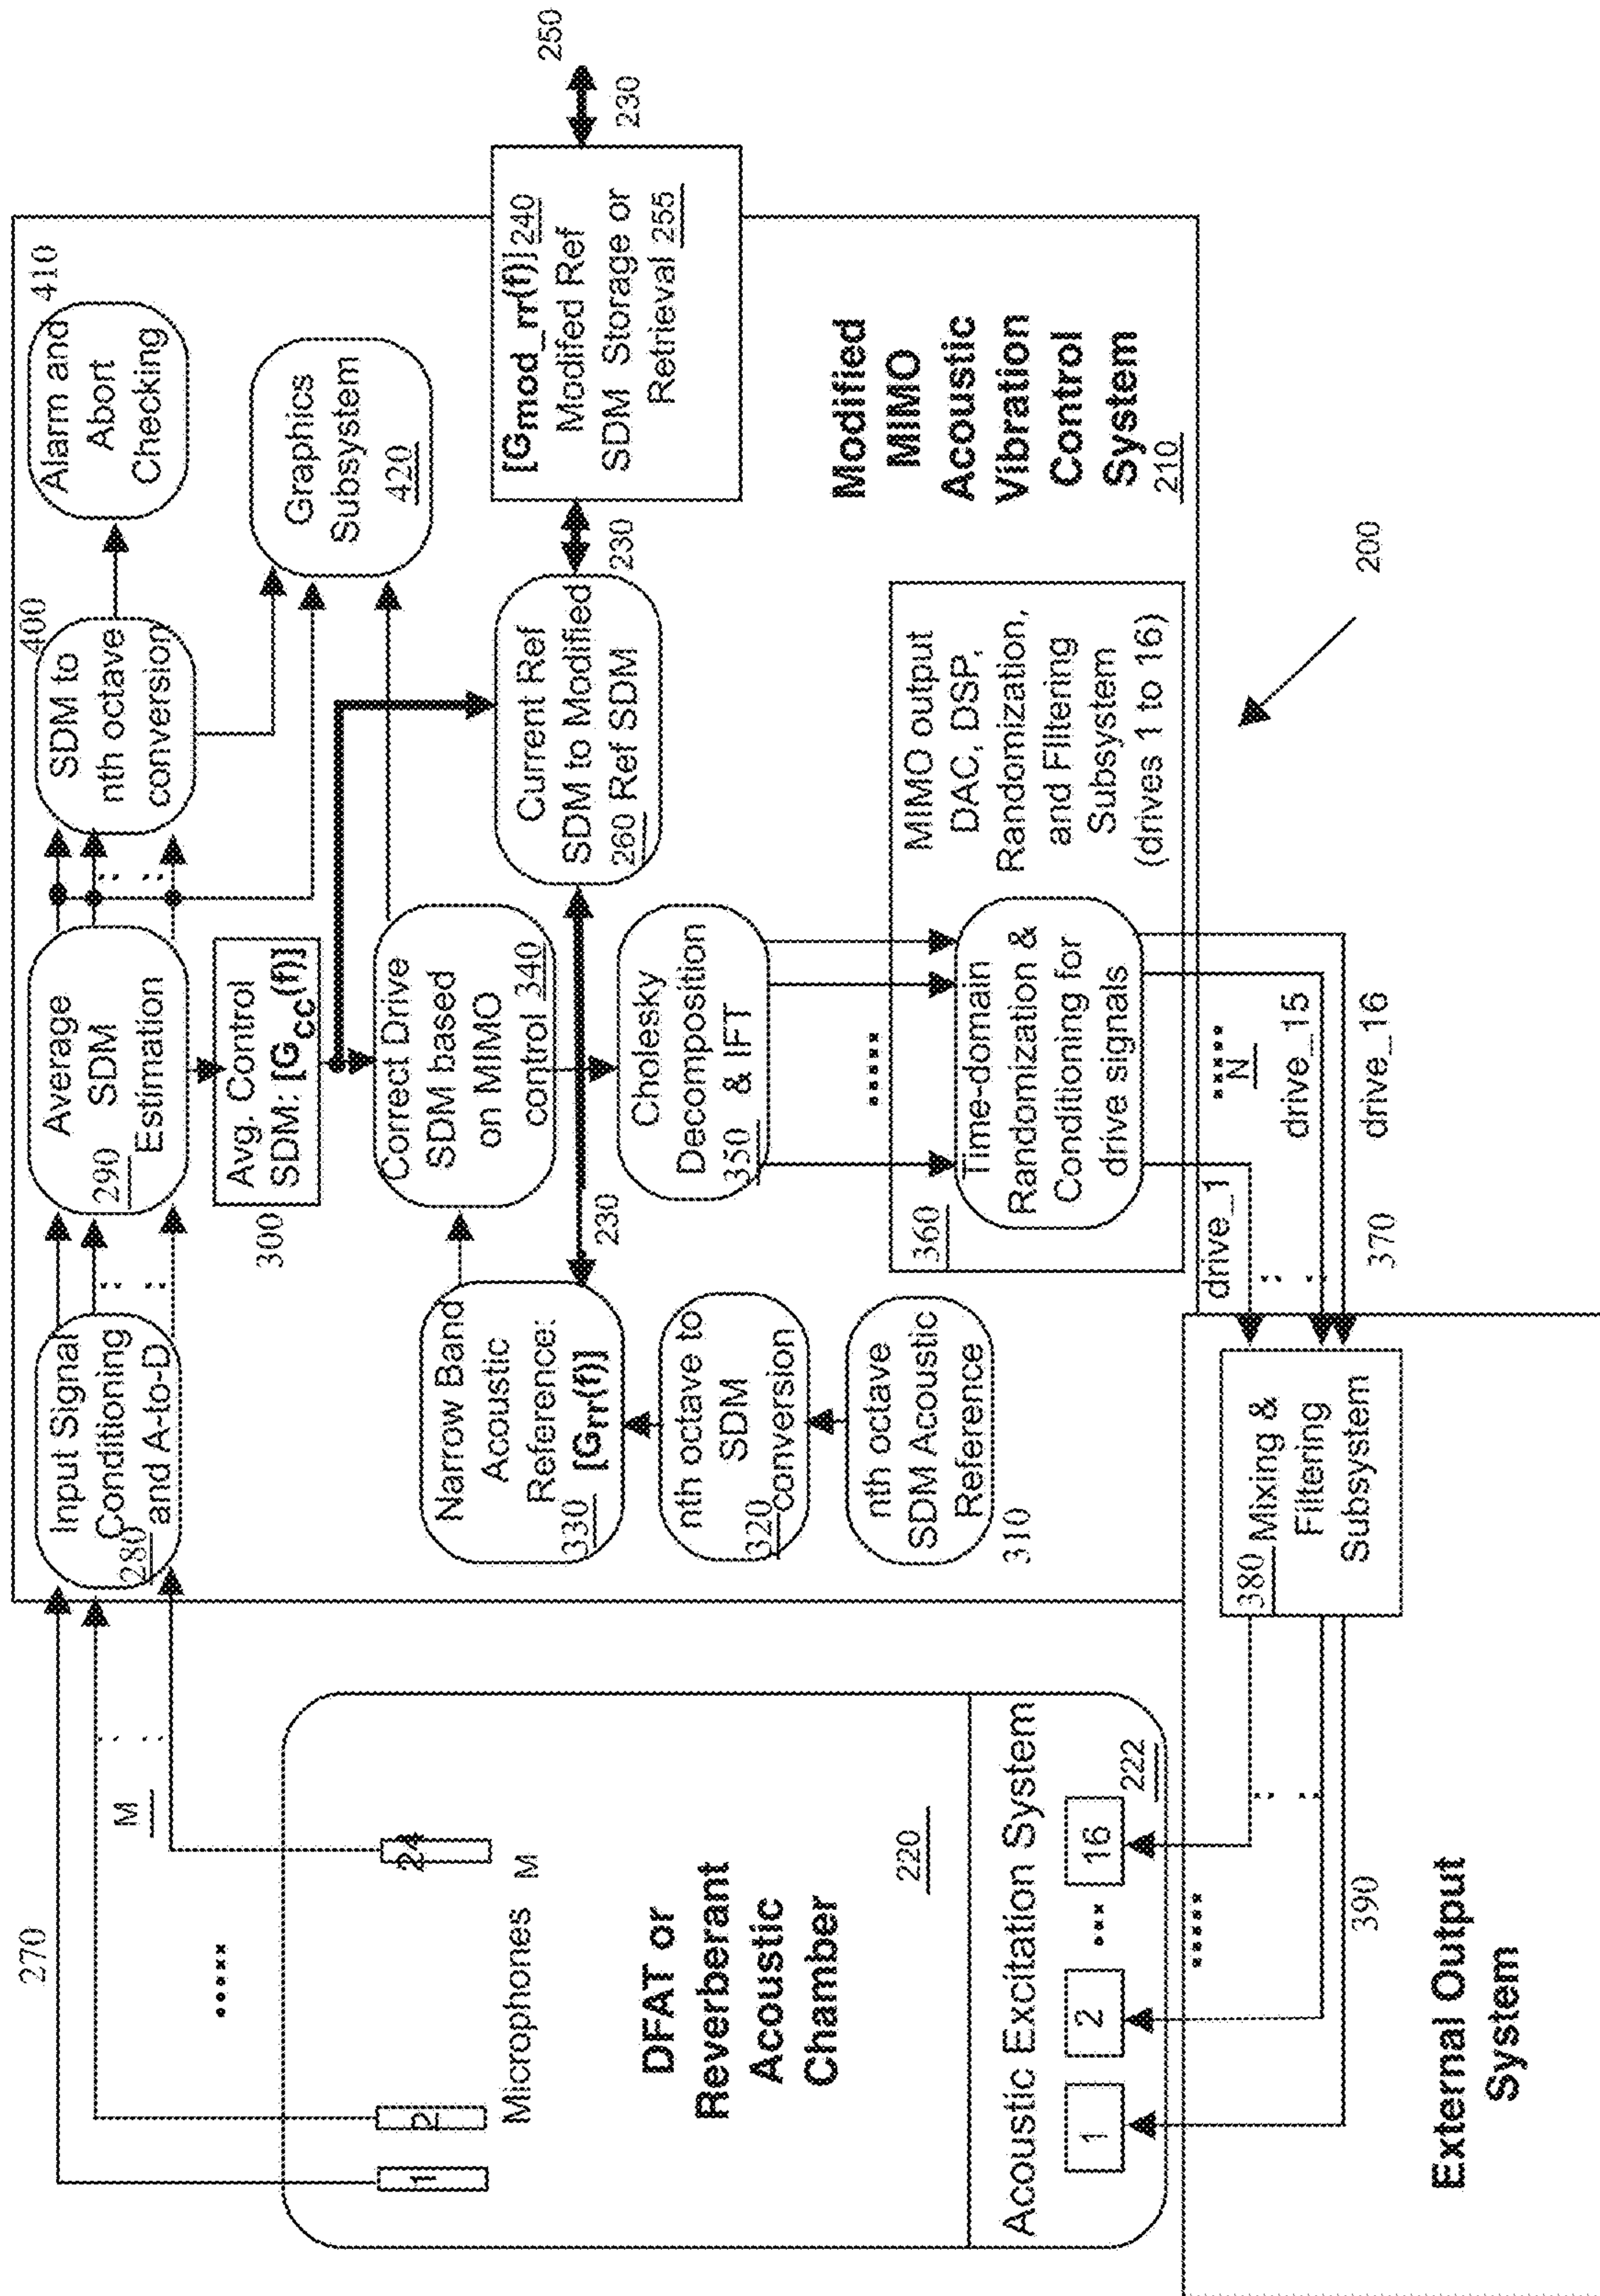 270
M
1
2
24
Microphones M
DFAT or
Reverberant
Acoustic
Chamber
220
Acoustic Excitation System
1
2
16
222
390
External Output
System
Input Signal
Conditioning
and A-to-D
280
Average
SDM
290
Estimation
SDM to
nth octave
conversion
400
Alarm and
Abort
Checking
410
Avg. Control
SDM: [Gcc(f)]
300
Graphics
Subsystem
420
Correct Drive
SDM based
on MIMO
control 340
Narrow Band
Acoustic
Reference:
330 [Grr(f)]
230
Current Ref
SDM to Modified
260 Ref SDM
230
[Gmod_rr(f)] 240
Modifed Ref
SDM Storage or
Retrieval 255
230
250
nth octave to
SDM
320 conversion
nth octave
SDM Acoustic
Reference
310
Cholesky
Decomposition
350 & IFT
360
Time-domain
Randomization &
Conditioning for
drive signals
MIMO output
DAC, DSP,
Randomization,
and Filtering
Subsystem
(drives 1 to 16)
Modified
MIMO
Acoustic
Vibration
Control
System
210
drive_1
N
drive_15
drive_16
370
380 Mixing &
Filtering
Subsystem
200